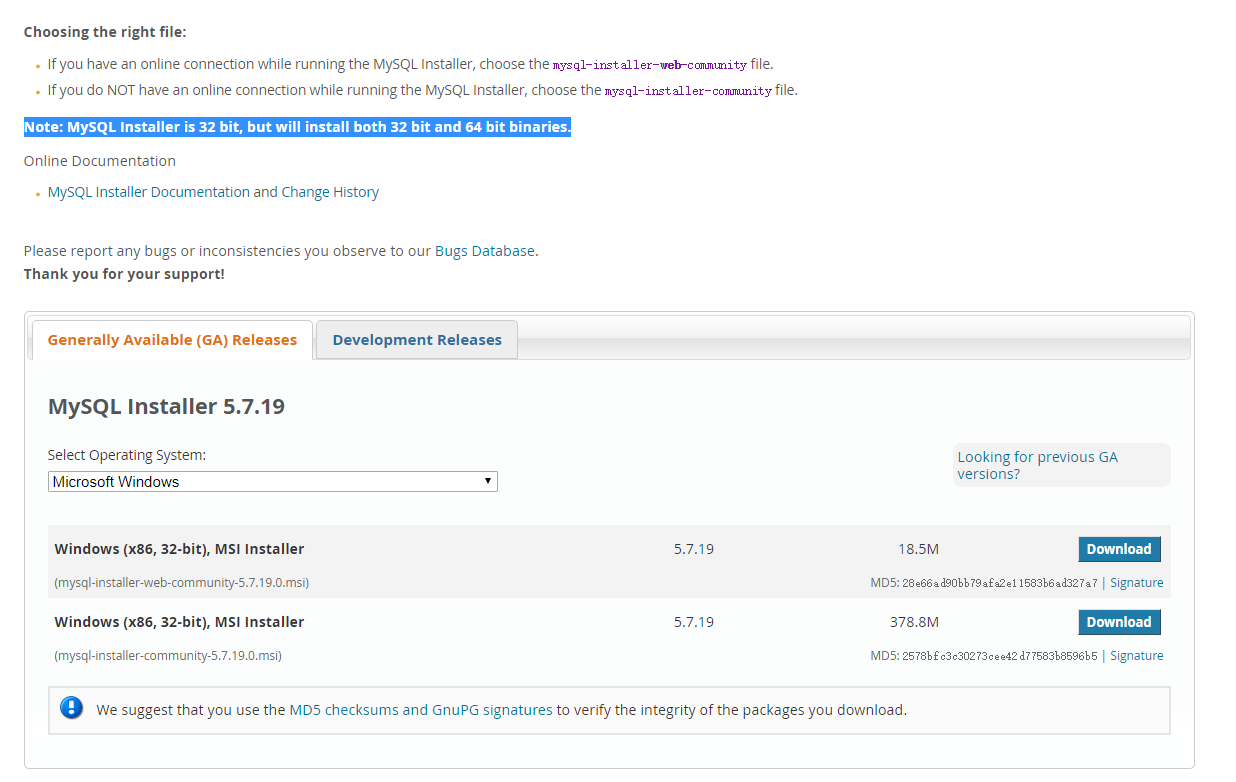 Choosing the right file:
If you have an online connection while running the MySQL Installer, choose the mysql-installer-web-community file.
If you do NOT have an online connection while running the MySQL Installer, choose the mysql-installer-community file.
Note: MySQL Installer is 32 bit, but will install both 32 bit and 64 bit binaries.
Online Documentation
MySQL Installer Documentation and Change History
Please report any bugs or inconsistencies you observe to our Bugs Database.
Thank you for your support!
Generally Available (GA) Releases
Development Releases
MySQL Installer 5.7.19
Select Operating System:
Microsoft Windows
Looking for previous GA
versions?
Windows (x86, 32-bit), MSI Installer 5.7.19 18.5M Download
(mysql-installer-web-community-5.7.19.0.msi) MD5: 28e66ad90bb79afa2e11583b6ad327a7 | Signature
Windows (x86, 32-bit), MSI Installer 5.7.19 378.8M Download
(mysql-installer-community-5.7.19.0.msi) MD5: 2578bfc3c30273cee42d77583b8596b5 | Signature
We suggest that you use the MD5 checksums and GnuPG signatures to verify the integrity of the packages you download.